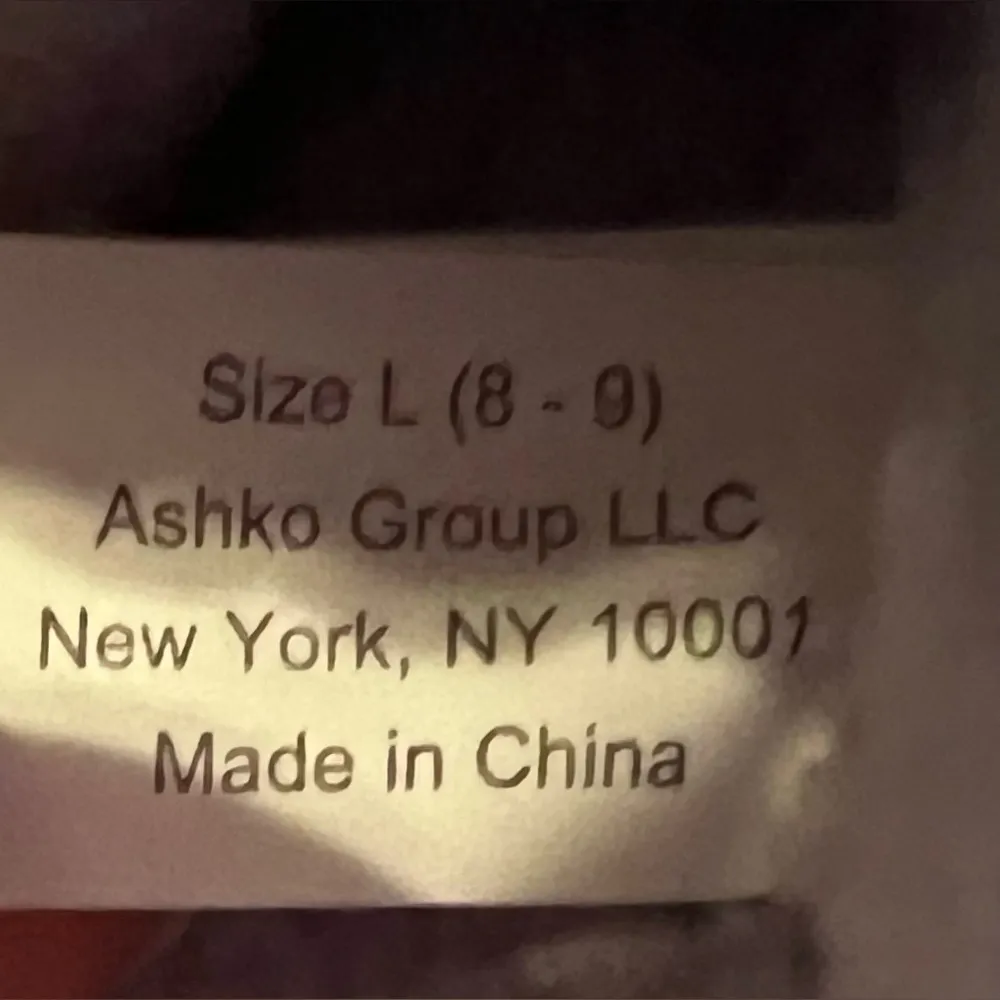 Size L (8 - 9)
Ashko Group LLC
New York, NY 10001
Made in China